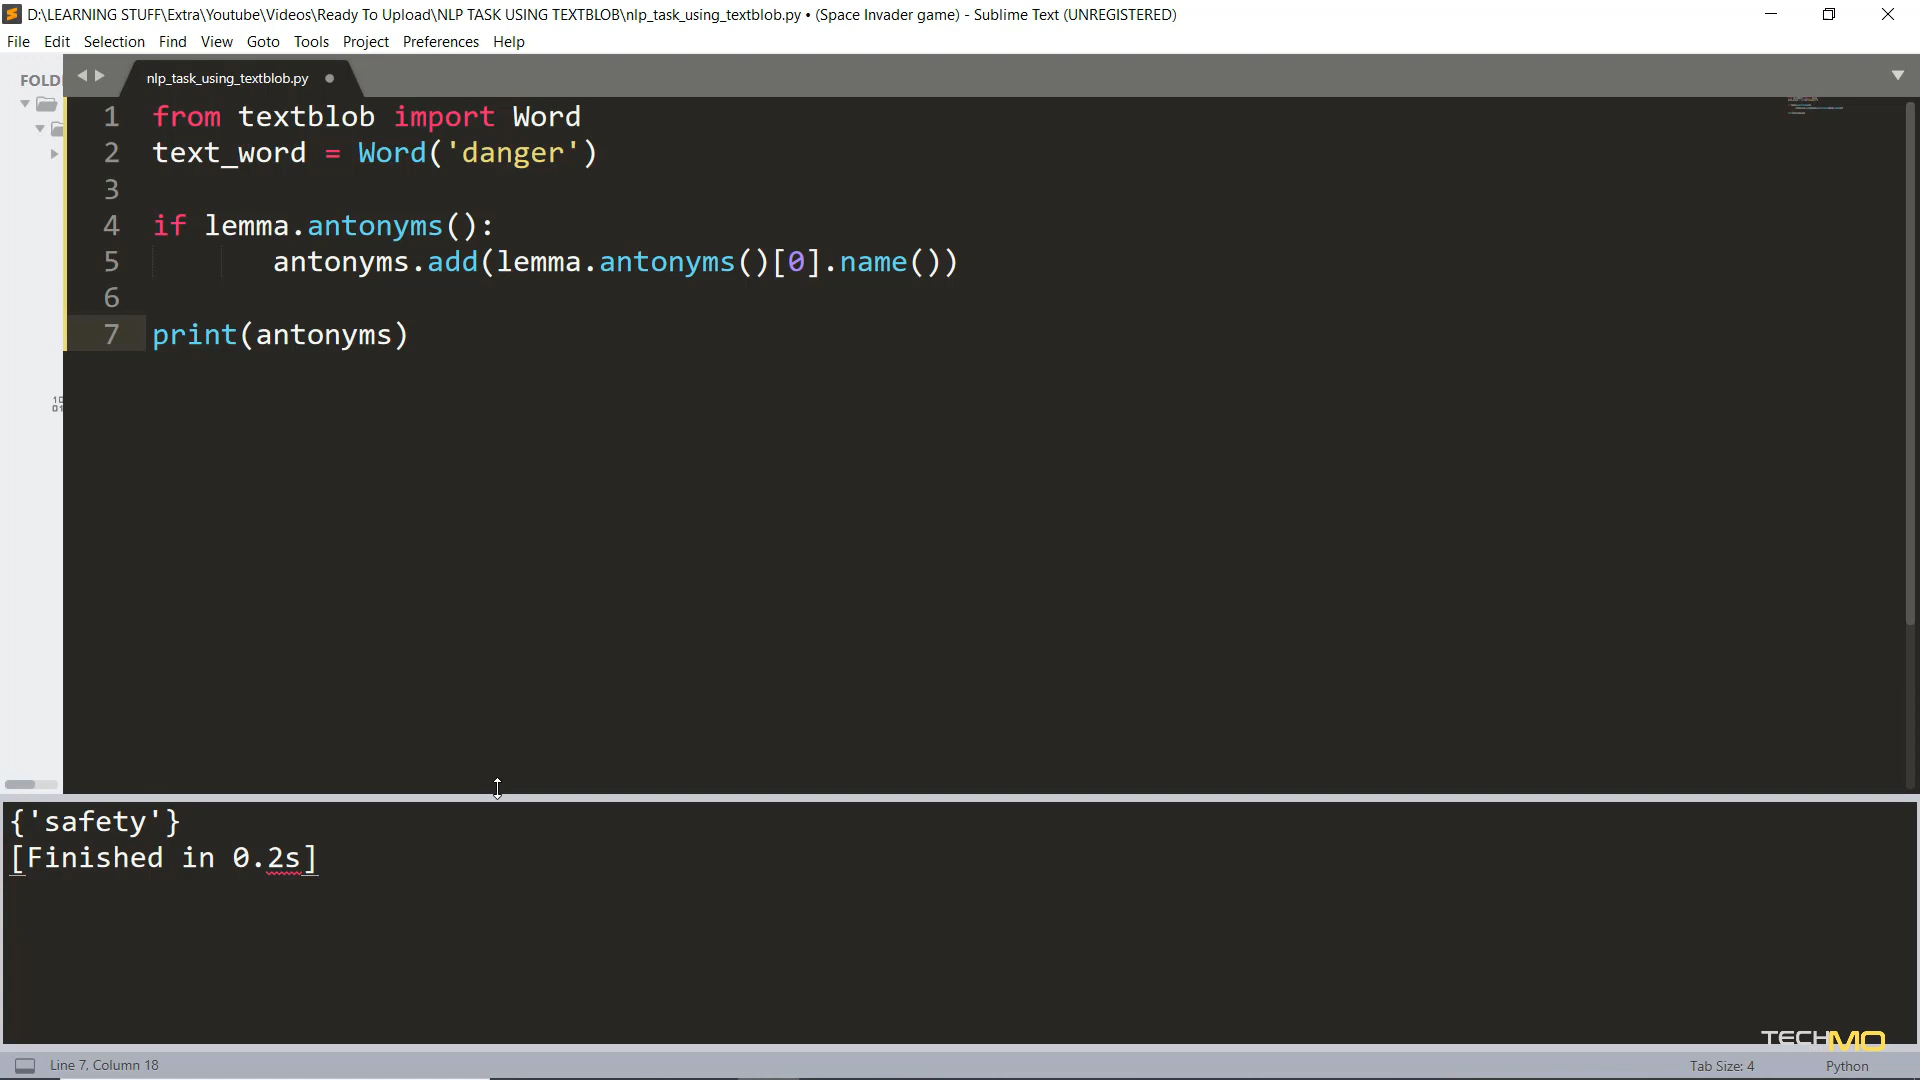 D:\LEARNING STUFF\Extra\Youtube\Videos\Ready To Upload\NLP TASK USING TEXTBLOB\nlp_task_using_textblob.py • (Space Invader game) - Sublime Text (UNREGISTERED)
File Edit Selection Find View Goto Tools Project Preferences Help
FOLD
nlp_task_using_textblob.py
1 from textblob import Word
2 text_word = Word('danger')
3
4 if lemma.antonyms():
5 antonyms.add(lemma.antonyms()[0].name())
6
7 print(antonyms)
{'safety'}
[Finished in 0.2s]
TECHMO
Line 7, Column 18
Tab Size: 4
Python